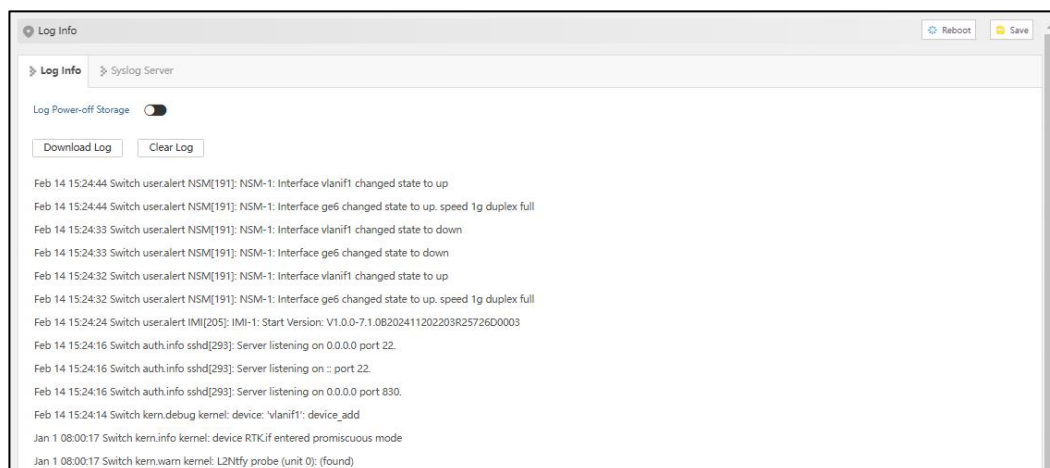 Log Info
Reboot
Save
Log Info
Syslog Server
Log Power-off Storage
Download Log
Clear Log
Feb 14 15:24:44 Switch user.alert NSM[191]: NSM-1: Interface vlanif1 changed state to up
Feb 14 15:24:44 Switch user.alert NSM[191]: NSM-1: Interface ge6 changed state to up. speed 1g duplex full
Feb 14 15:24:33 Switch user.alert NSM[191]: NSM-1: Interface vlanif1 changed state to down
Feb 14 15:24:33 Switch user.alert NSM[191]: NSM-1: Interface ge6 changed state to down
Feb 14 15:24:32 Switch user.alert NSM[191]: NSM-1: Interface vlanif1 changed state to up
Feb 14 15:24:32 Switch user.alert NSM[191]: NSM-1: Interface ge6 changed state to up. speed 1g duplex full
Feb 14 15:24:24 Switch user.alert IMI[205]: IMI-1: Start Version: V1.0.0-7.1.0B202411202203R25726D0003
Feb 14 15:24:16 Switch auth.info sshd[293]: Server listening on 0.0.0.0 port 22.
Feb 14 15:24:16 Switch auth.info sshd[293]: Server listening on :: port 22.
Feb 14 15:24:16 Switch auth.info sshd[293]: Server listening on 0.0.0.0 port 830.
Feb 14 15:24:14 Switch kern.debug kernel: device: 'vlanif1': device_add
Jan 1 08:00:17 Switch kern.info kernel: device RTK.if entered promiscuous mode
Jan 1 08:00:17 Switch kern.warn kernel: L2Ntfy probe (unit 0): (found)